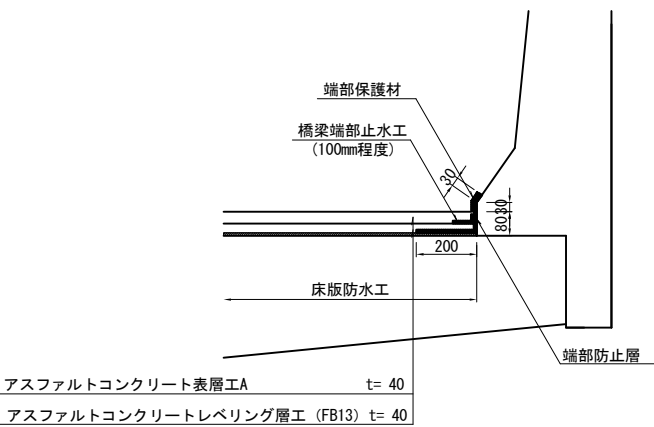 端部保護材
橋梁端部止水工
(100mm程度)
30
30
80
200
床版防水工
端部防止層
アスファルトコンクリート表層工A t= 40
アスファルトコンクリートレベリング層工（FB13）t= 40